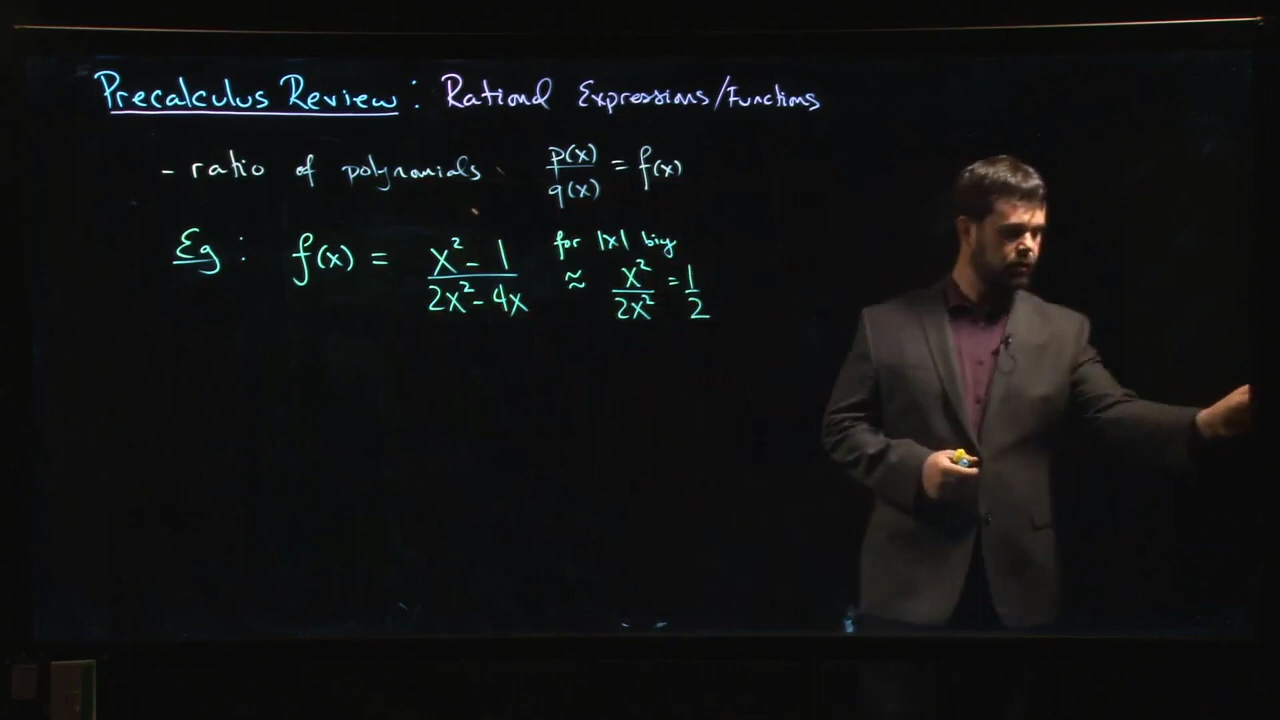 Precalculus Review: Rational Expressions/Functions
- ratio of polynomials p(x)/q(x) = f(x)
Eg: f(x) = (x² - 1)/(2x² - 4x) for |x| big ≈ x²/2x² = 1/2